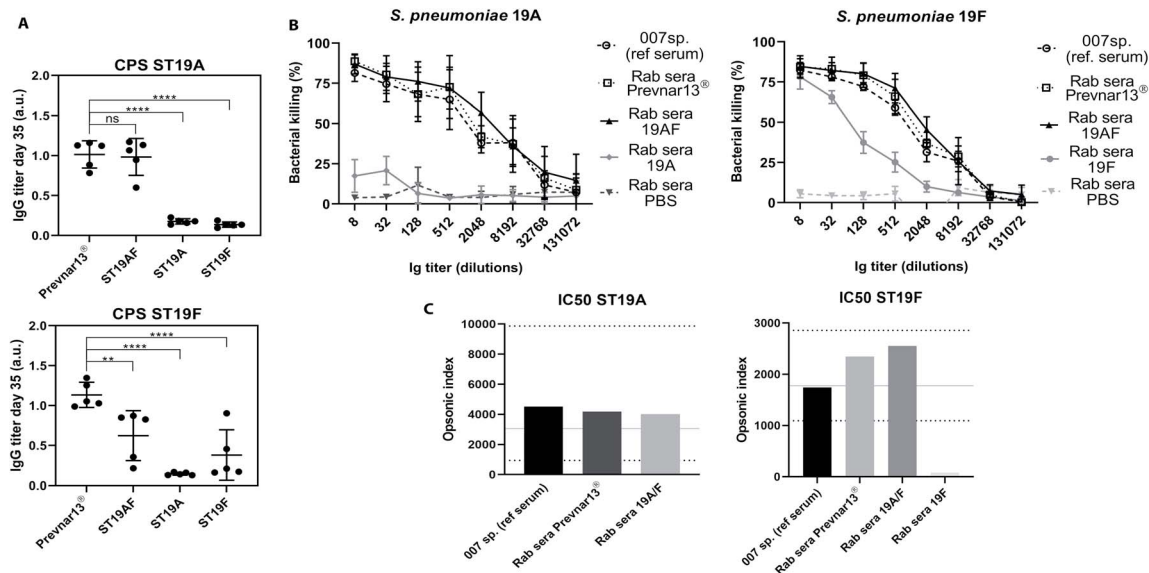 A
CPS ST19A
IgG titer day 35 (a.u.)
2.0
1.5
1.0
0.5
0.0
****
****
ns
Prevnar13®
ST19AF
ST19A
ST19F
CPS ST19F
IgG titer day 35 (a.u.)
2.0
1.5
1.0
0.5
0.0
****
****
**
Prevnar13®
ST19AF
ST19A
ST19F
B
S. pneumoniae 19A
Bacterial killing (%)
100
75
50
25
0
8
32
128
512
2048
8192
32768
131072
Ig titer (dilutions)
007sp.
(ref serum)
Rab sera
Prevnar13®
Rab sera
19AF
Rab sera
19A
Rab sera
PBS
S. pneumoniae 19F
Bacterial killing (%)
100
75
50
25
0
8
32
128
512
2048
8192
32768
131072
Ig titer (dilutions)
007sp.
(ref. serum)
Rab sera
Prevnar13®
Rab sera
19AF
Rab sera
19F
Rab sera
PBS
C
IC50 ST19A
Opsonic index
10000
8000
6000
4000
2000
0
007 sp. (ref serum)
Rab sera Prevnar13®
Rab sera 19A/F
IC50 ST19F
Opsonic index
3000
2000
1000
0
007 sp. (ref serum)
Rab sera Prevnar13®
Rab sera 19A/F
Rab sera 19F